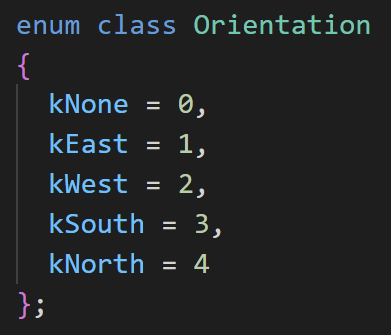 enum class Orientation
{
kNone = 0,
kEast = 1,
kWest = 2,
kSouth = 3,
kNorth = 4
};